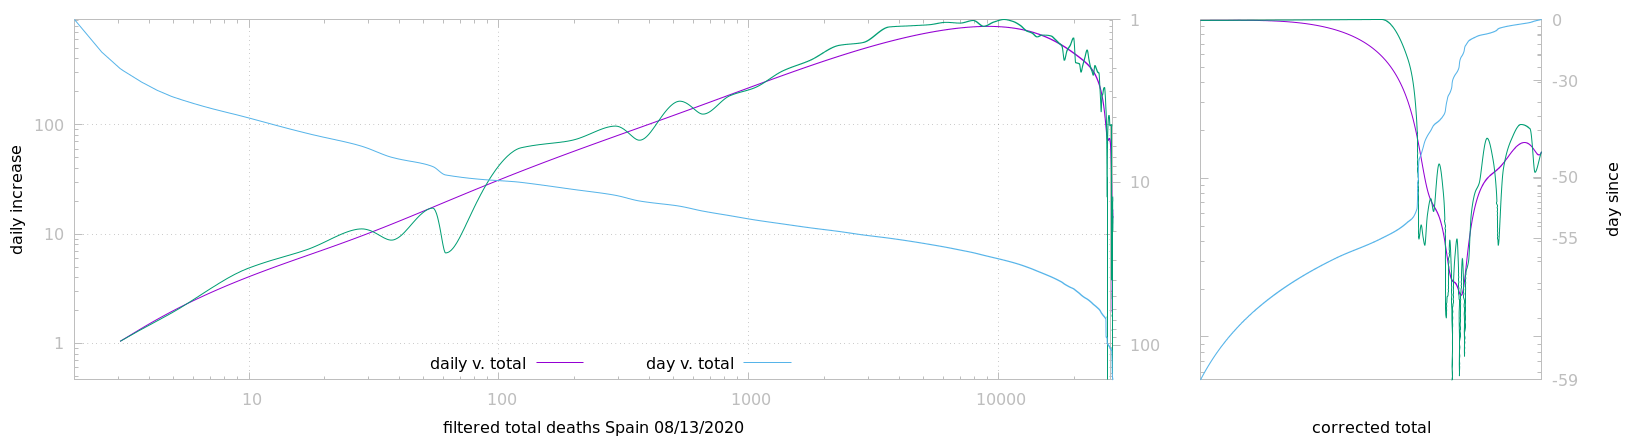 daily increase
100
10
1
10
100
1000
10000
1
10
100
daily v. total
day v. total
filtered total deaths Spain 08/13/2020
0
-30
-50
-55
-59
day since
corrected total